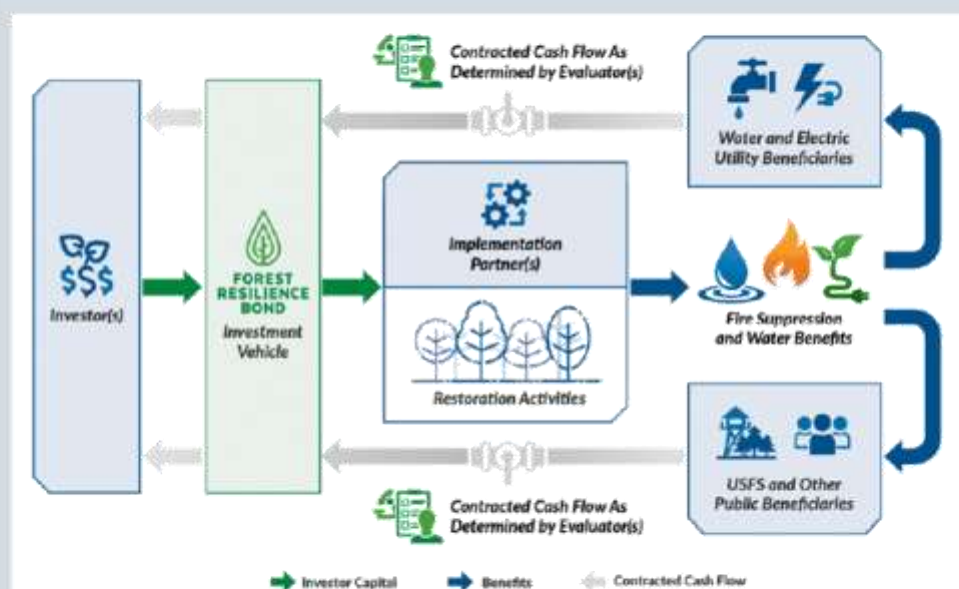 Contracted Cash Flow As
Determined by Evaluator(s)
Water and Electric
Utility Beneficiaries
$$$
Investor(s)
FOREST
RESILIENCE
BOND
Investment
Vehicle
Implementation
Partner(s)
Restoration Activities
Fire Suppression
and Water Benefits
USFS and Other
Public Beneficiaries
Contracted Cash Flow As
Determined by Evaluator(s)
Investor Capital
Benefits
Contracted Cash Flow